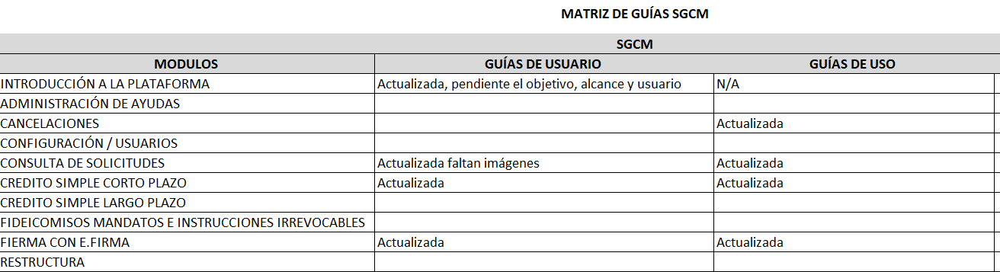 MATRIZ DE GUÍAS SGCM
SGCM
MODULOS GUÍAS DE USUARIO GUÍAS DE USO
INTRODUCCIÓN A LA PLATAFORMA Actualizada, pendiente el objetivo, alcance y usuario N/A
ADMINISTRACIÓN DE AYUDAS
CANCELACIONES Actualizada
CONFIGURACIÓN / USUARIOS
CONSULTA DE SOLICITUDES Actualizada faltan imágenes Actualizada
CREDITO SIMPLE CORTO PLAZO Actualizada Actualizada
CREDITO SIMPLE LARGO PLAZO
FIDEICOMISOS MANDATOS E INSTRUCCIONES IRREVOCABLES
FIERMA CON E.FIRMA Actualizada Actualizada
RESTRUCTURA